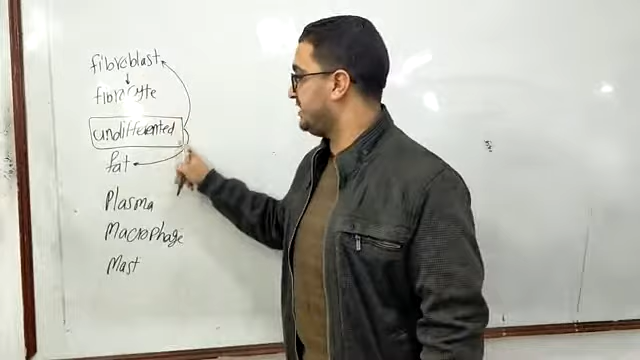 fibroblast
fibrocyte
undifferented
fat
Plasma
Macrophage
Mast